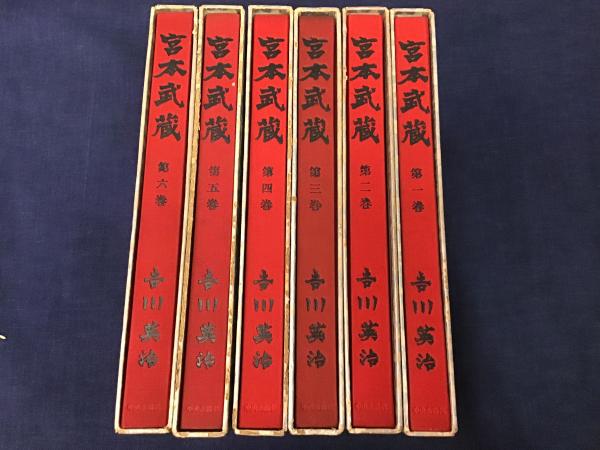 宮本武蔵 第一巻 吉川英治
宮本武蔵 第二巻 吉川英治
宮本武蔵 第三巻 吉川英治
宮本武蔵 第四巻 吉川英治
宮本武蔵 第五巻 吉川英治
宮本武蔵 第六巻 吉川英治